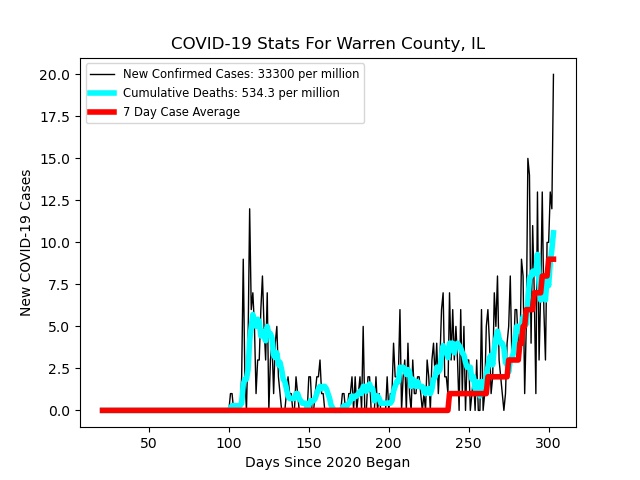 COVID-19 Stats For Warren County, IL
New Confirmed Cases: 33300 per million
Cumulative Deaths: 534.3 per million
7 Day Case Average
New COVID-19 Cases
20.0
17.5
15.0
12.5
10.0
7.5
5.0
2.5
0.0
50 100 150 200 250 300
Days Since 2020 Began